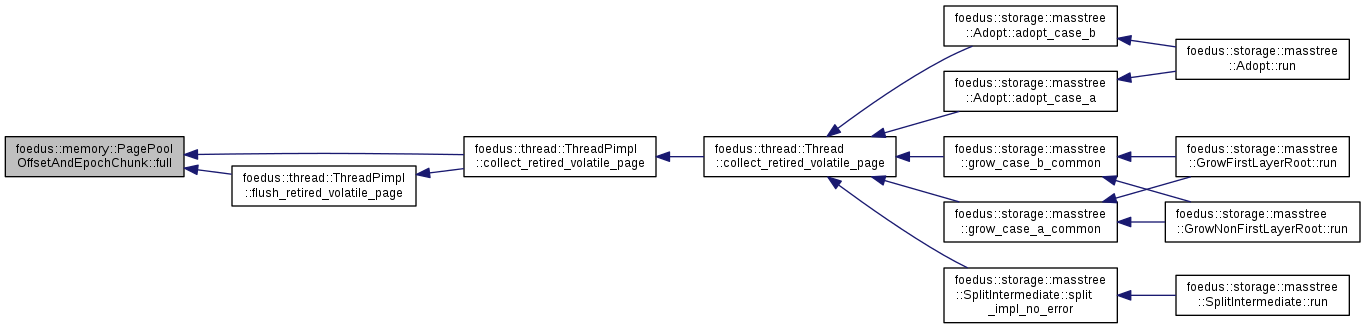 foedus::memory::PagePool
OffsetAndEpochChunk::full
foedus::thread::ThreadPimpl
::flush_retired_volatile_page
foedus::thread::ThreadPimpl
::collect_retired_volatile_page
foedus::thread::Thread
::collect_retired_volatile_page
foedus::storage::masstree
::Adopt::adopt_case_b
foedus::storage::masstree
::Adopt::adopt_case_a
foedus::storage::masstree
::grow_case_b_common
foedus::storage::masstree
::grow_case_a_common
foedus::storage::masstree
::SplitIntermediate::split
_impl_no_error
foedus::storage::masstree
::Adopt::run
foedus::storage::masstree
::GrowFirstLayerRoot::run
foedus::storage::masstree
::GrowNonFirstLayerRoot::run
foedus::storage::masstree
::SplitIntermediate::run